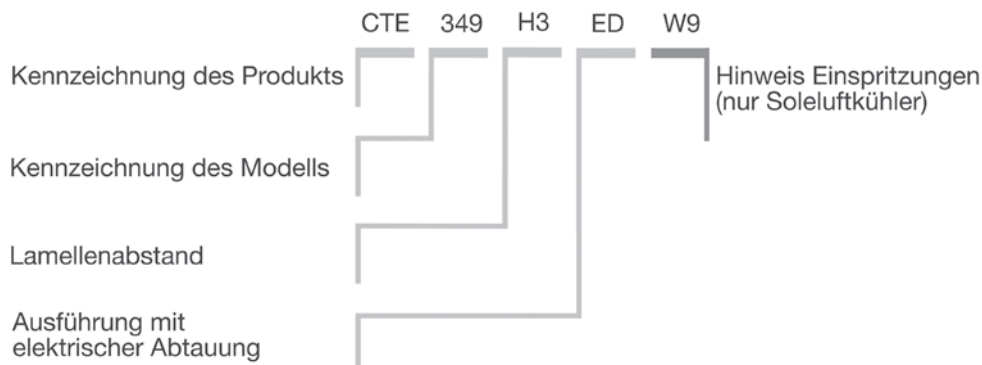 CTE 349 H3 ED W9
Kennzeichnung des Produkts
Hinweis Einspritzungen
(nur Soleluftkühler)
Kennzeichnung des Modells
Lamellenabstand
Ausführung mit
elektrischer Abtauung